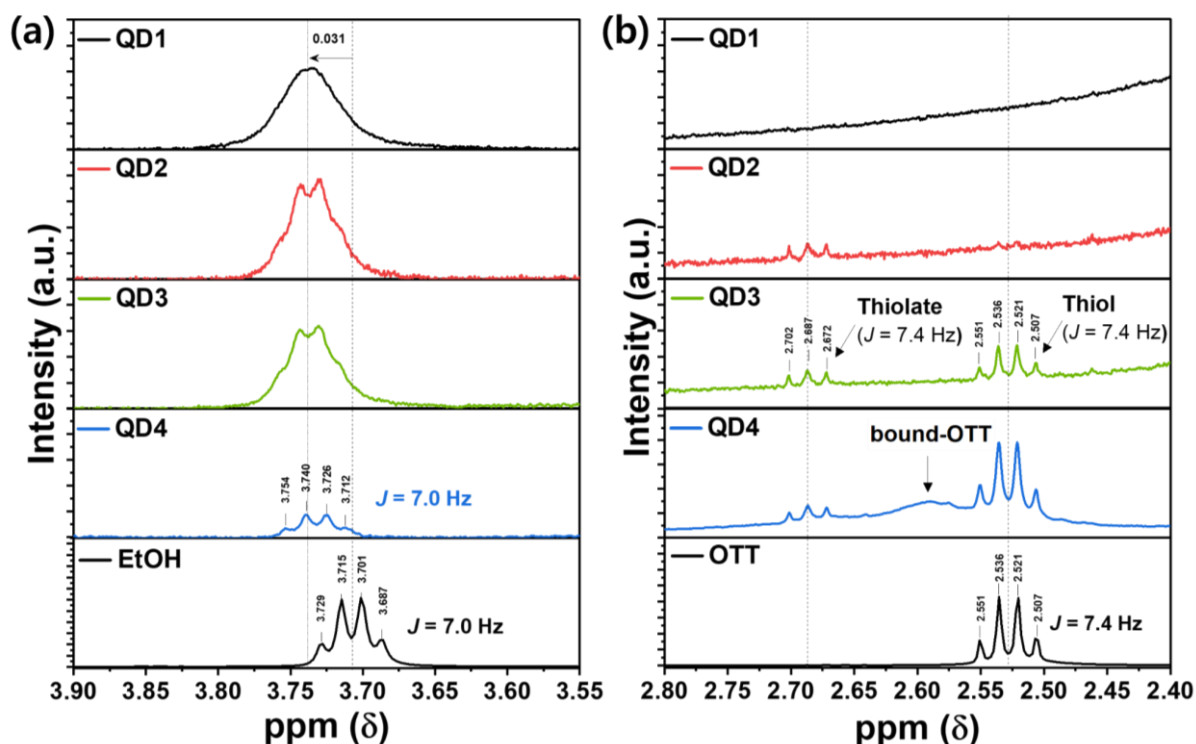 (a)
Intensity (a.u.)
QD1
0.031
QD2
QD3
QD4
3.754
3.740
3.726
3.712
J = 7.0 Hz
EtOH
3.729
3.715
3.701
3.687
J = 7.0 Hz
3.90 3.85 3.80 3.75 3.70 3.65 3.60 3.55
ppm (δ)
(b)
Intensity (a.u.)
QD1
QD2
QD3
Thiolate
(J = 7.4 Hz)
Thiol
(J = 7.4 Hz)
2.702
2.687
2.672
2.551
2.536
2.521
2.507
QD4
bound-OTT
OTT
2.551
2.536
2.521
2.507
J = 7.4 Hz
2.80 2.75 2.70 2.65 2.60 2.55 2.50 2.45 2.40
ppm (δ)